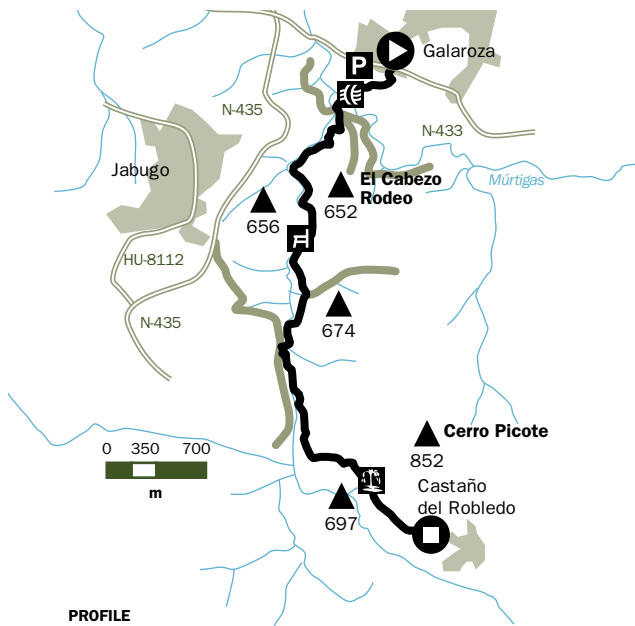 P
Galaroza
N-435
N-433
Jabugo
El Cabezo
Rodeo
Múrtigas
656
652
HU-8112
N-435
674
0 350 700
m
Cerro Picote
852
Castaño
del Robledo
697
PROFILE